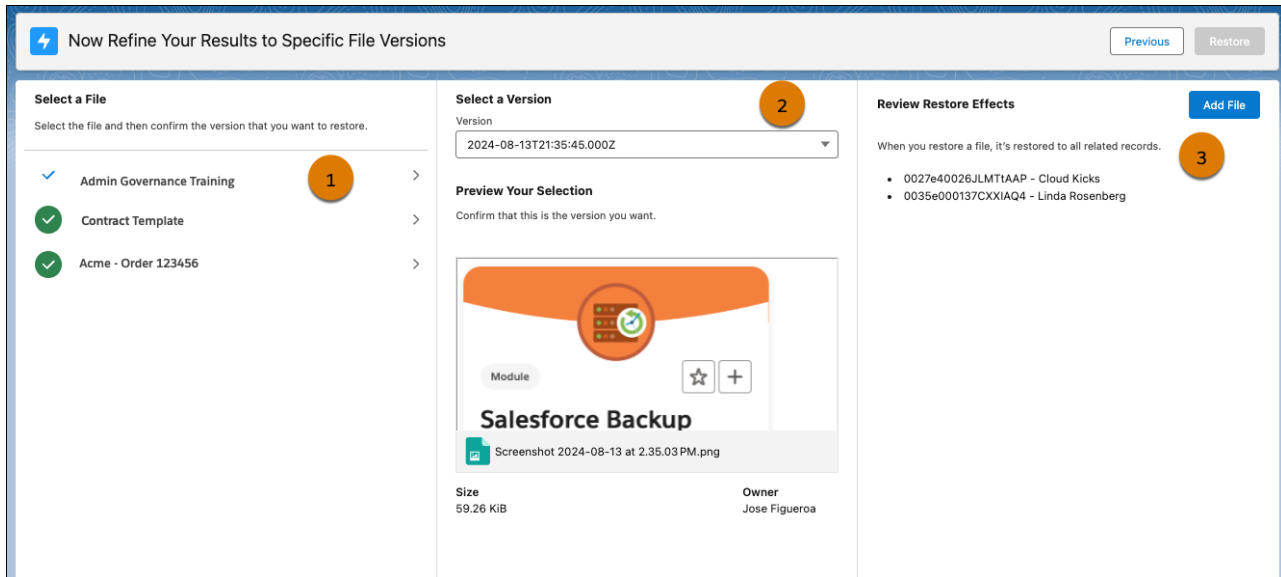 Now Refine Your Results to Specific File Versions
Previous
Restore
Select a File
Select the file and then confirm the version that you want to restore.
1
Admin Governance Training
Contract Template
Acme - Order 123456
Select a Version
2
Version
2024-08-13T21:35:45.000Z
Preview Your Selection
Confirm that this is the version you want.
Module
Salesforce Backup
Screenshot 2024-08-13 at 2.35.03 PM.png
Size
59.26 KiB
Owner
Jose Figueroa
Review Restore Effects
Add File
When you restore a file, it's restored to all related records.
3
0027e40026JLMTtAAP - Cloud Kicks
0035e000137CXXIAQ4 - Linda Rosenberg